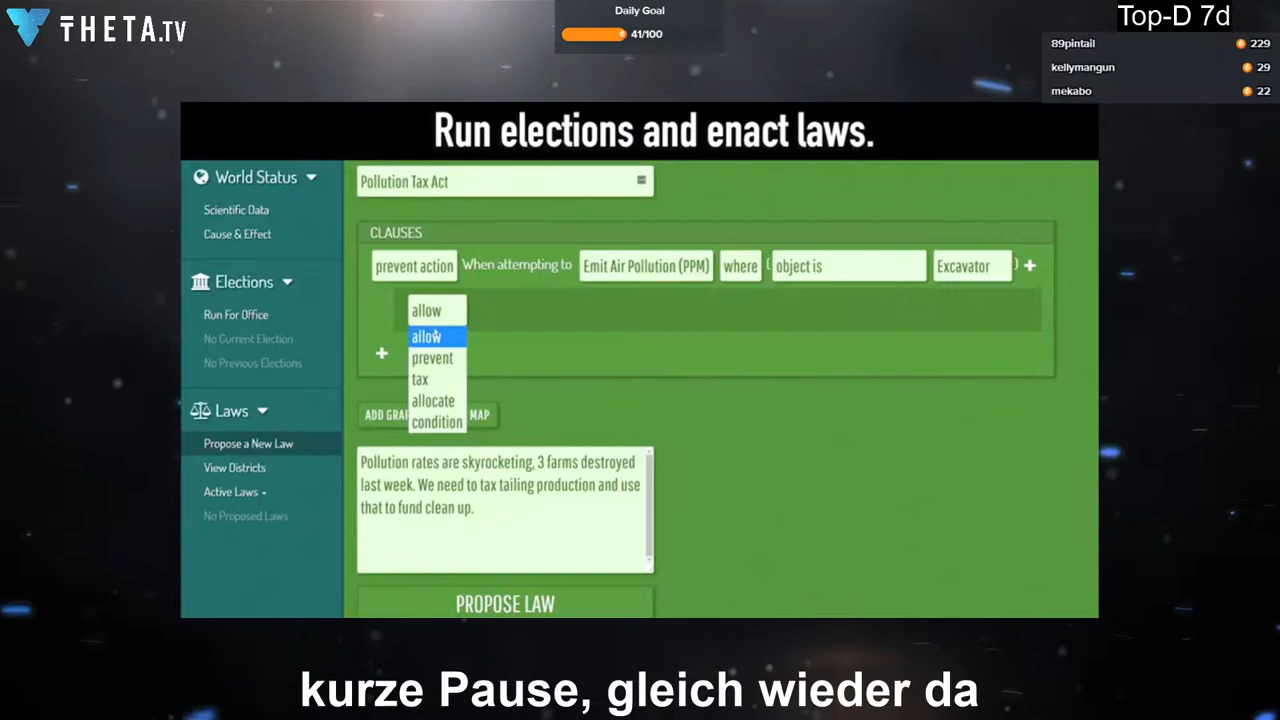 THETA.TV
Daily Goal
41/100
Top-D 7d
89pintail 229
kellymangun 29
mekabo 22
Run elections and enact laws.
World Status
Scientific Data
Cause & Effect
Elections
Run For Office
No Current Election
No Previous Elections
Laws
Propose a New Law
View Districts
Active Laws
No Proposed Laws
Pollution Tax Act
CLAUSES
prevent action When attempting to Emit Air Pollution (PPM) where ( object is Excavator ) +
allow
allow
prevent
tax
allocate
condition
+
ADD GRA MAP
Pollution rates are skyrocketing, 3 farms destroyed
last week. We need to tax tailing production and use
that to fund clean up.
PROPOSE LAW
kurze Pause, gleich wieder da